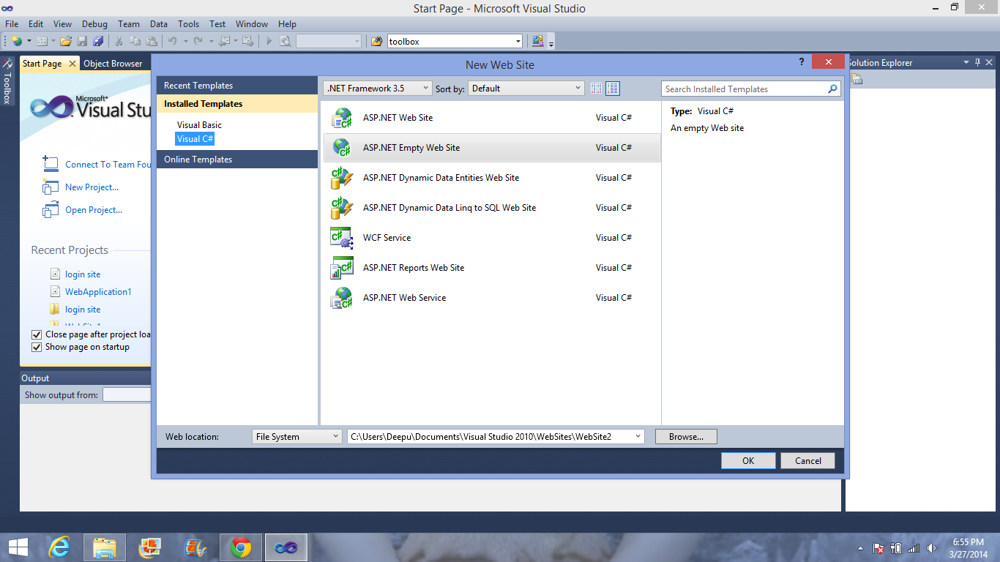 Start Page - Microsoft Visual Studio
File Edit View Debug Team Data Tools Test Window Help
toolbox
Toolbox
Start Page Object Browser
Solution Explorer
Microsoft®
Visual Stu
Connect To Team Fou
New Project...
Open Project...
Recent Projects
login site
WebApplication1
login site
WebSite1
Close page after project loa
Show page on startup
Output
Show output from:
New Web Site
?
Recent Templates
Installed Templates
Visual Basic
Visual C#
Online Templates
.NET Framework 3.5 Sort by: Default
Search Installed Templates
ASP.NET Web Site Visual C#
ASP.NET Empty Web Site Visual C#
ASP.NET Dynamic Data Entities Web Site Visual C#
ASP.NET Dynamic Data Linq to SQL Web Site Visual C#
WCF Service Visual C#
ASP.NET Reports Web Site Visual C#
ASP.NET Web Service Visual C#
Type: Visual C#
An empty Web site
Web location: File System C:\Users\Deepu\Documents\Visual Studio 2010\WebSites\WebSite2 Browse...
OK Cancel
6:55 PM
3/27/2014